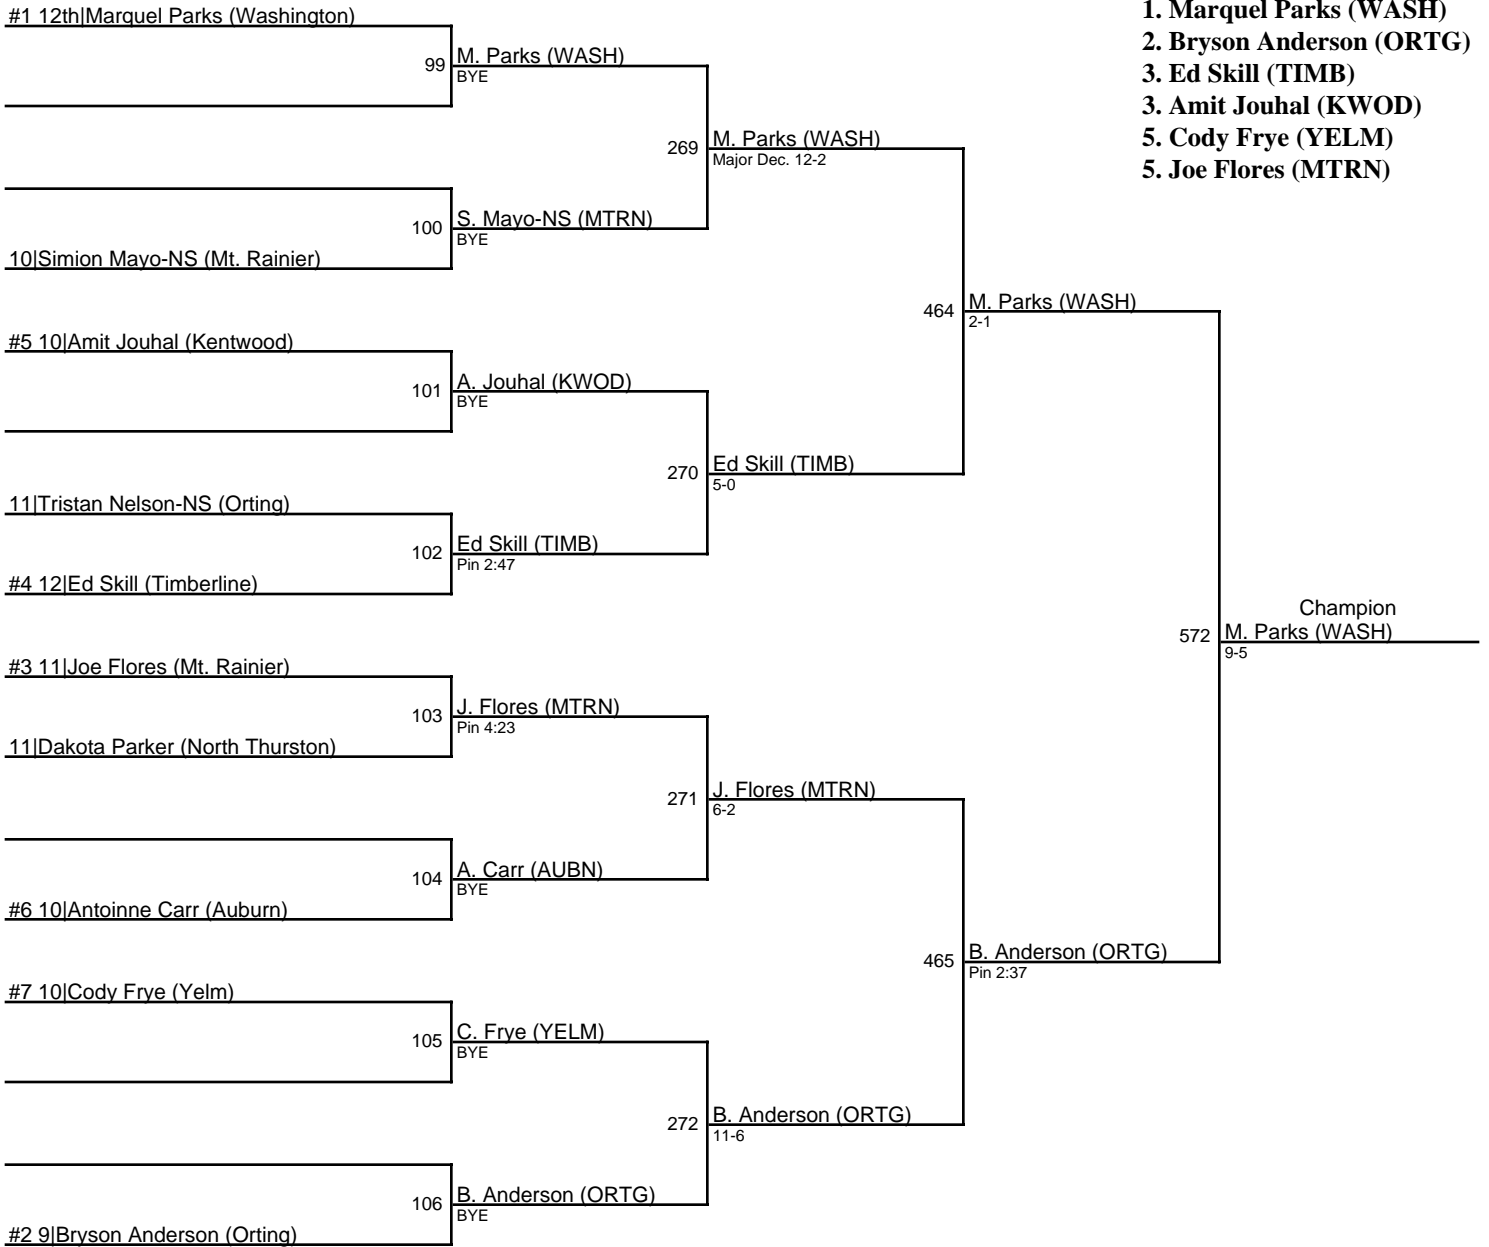 #1 12th|Marquel Parks (Washington)
99
M. Parks (WASH)
BYE
269
M. Parks (WASH)
Major Dec. 12-2
100
S. Mayo-NS (MTRN)
BYE
10|Simion Mayo-NS (Mt. Rainier)
464
M. Parks (WASH)
2-1
#5 10|Amit Jouhal (Kentwood)
101
A. Jouhal (KWOD)
BYE
270
Ed Skill (TIMB)
5-0
11|Tristan Nelson-NS (Orting)
102
Ed Skill (TIMB)
Pin 2:47
#4 12|Ed Skill (Timberline)
Champion
572
M. Parks (WASH)
9-5
#3 11|Joe Flores (Mt. Rainier)
103
J. Flores (MTRN)
Pin 4:23
11|Dakota Parker (North Thurston)
271
J. Flores (MTRN)
6-2
104
A. Carr (AUBN)
BYE
#6 10|Antoinne Carr (Auburn)
465
B. Anderson (ORTG)
Pin 2:37
#7 10|Cody Frye (Yelm)
105
C. Frye (YELM)
BYE
272
B. Anderson (ORTG)
11-6
106
B. Anderson (ORTG)
BYE
#2 9|Bryson Anderson (Orting)
1. Marquel Parks (WASH)
2. Bryson Anderson (ORTG)
3. Ed Skill (TIMB)
3. Amit Jouhal (KWOD)
5. Cody Frye (YELM)
5. Joe Flores (MTRN)